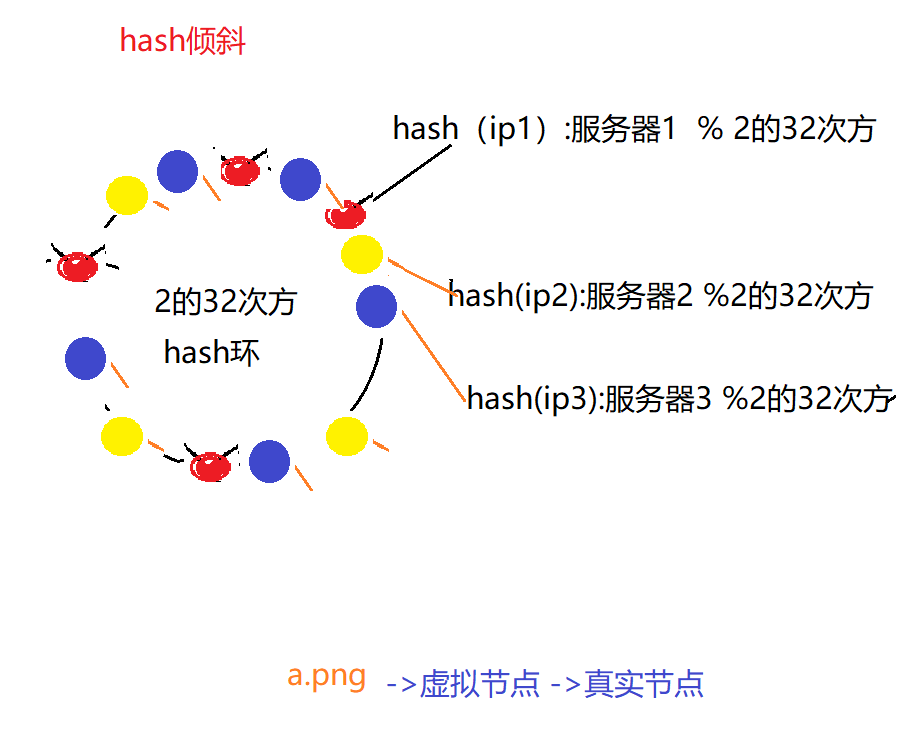 hash倾斜
hash（ip1）:服务器1 % 2的32次方
2的32次方
hash(ip2):服务器2 %2的32次方
hash环
hash(ip3):服务器3 %2的32次方
a.png ->虚拟节点 ->真实节点